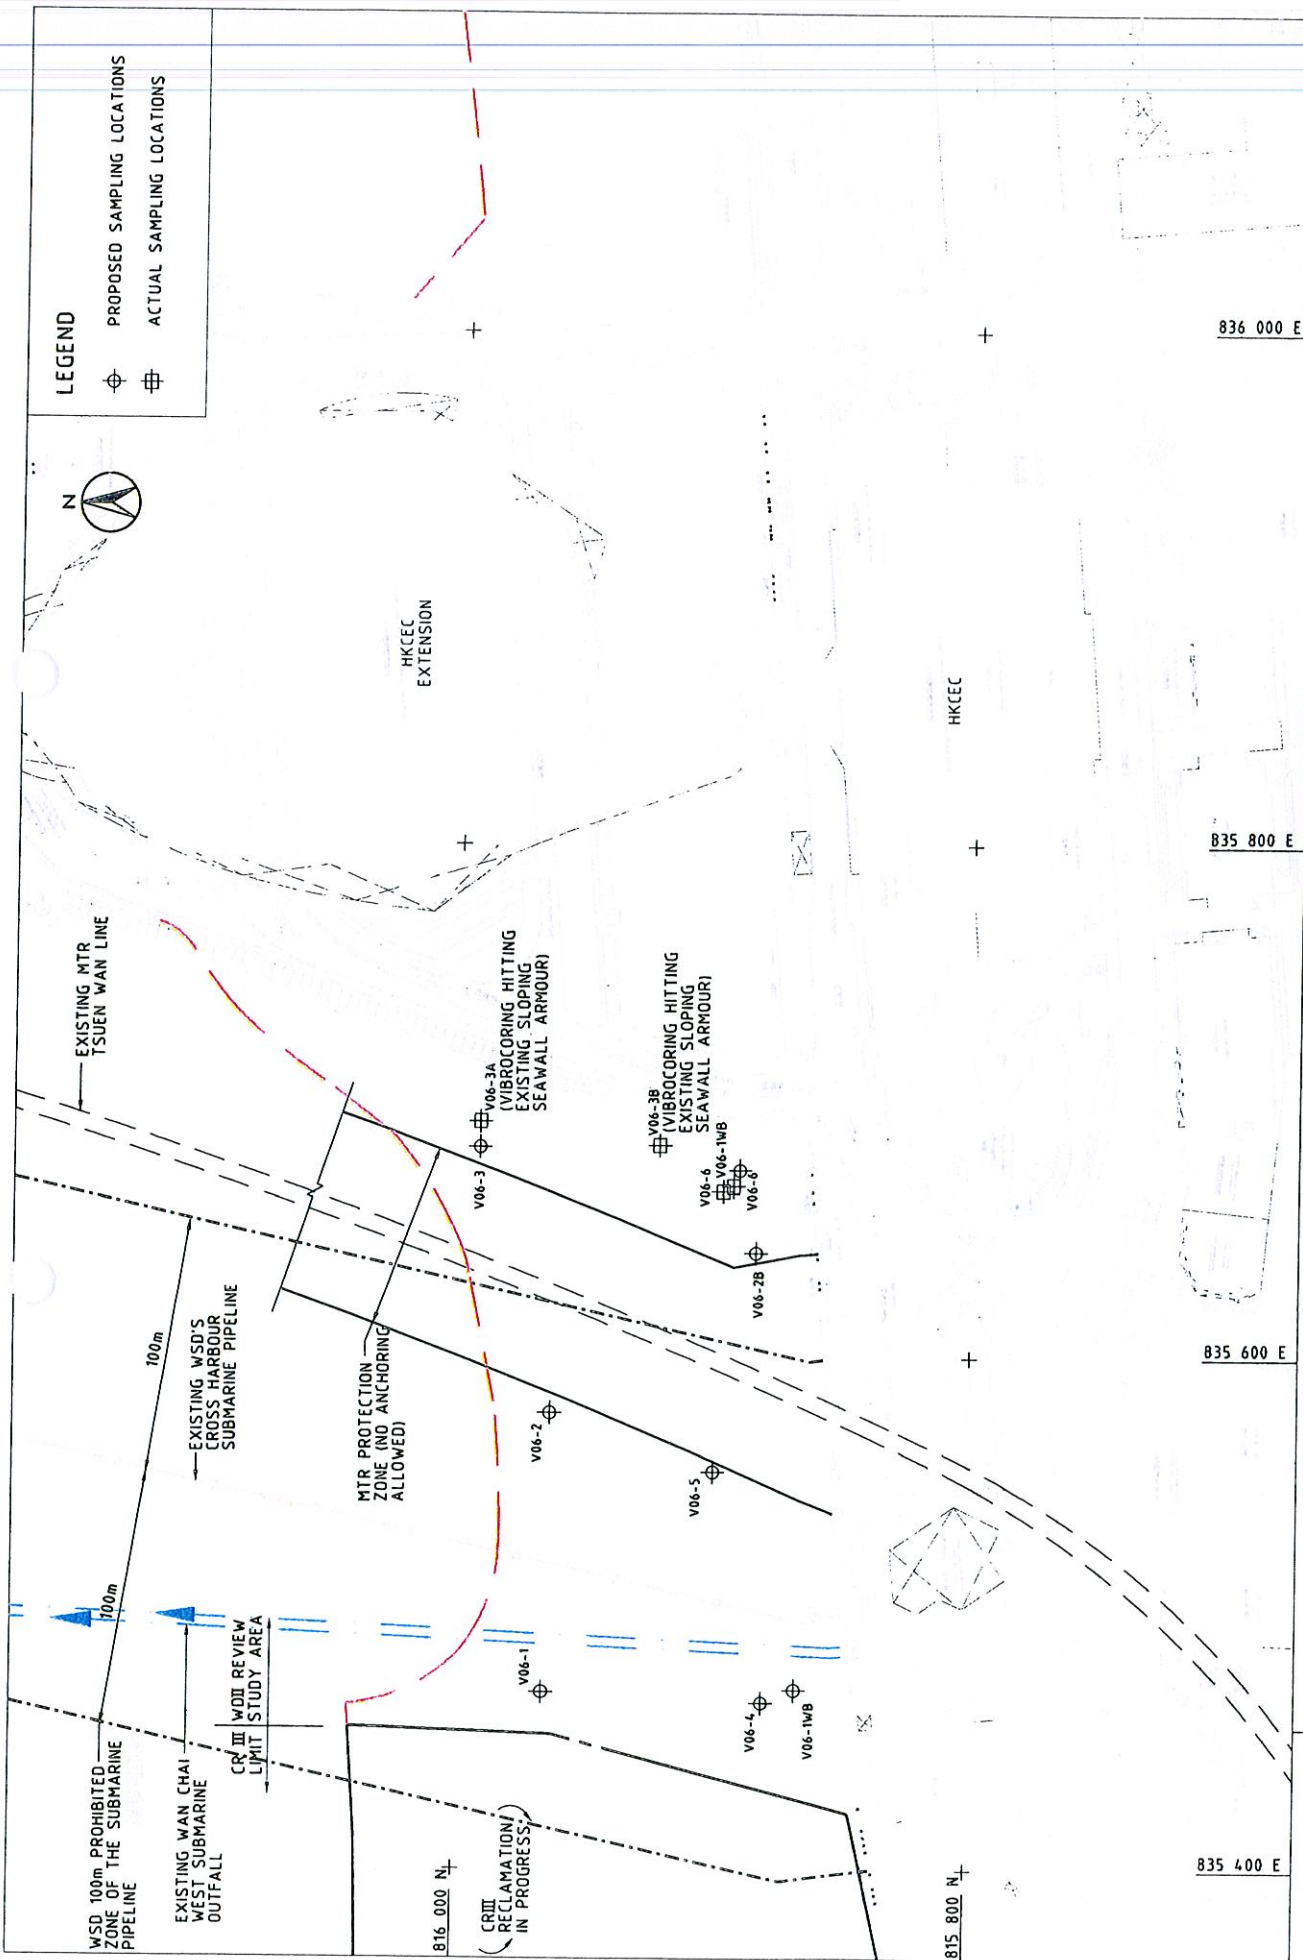 LEGEND
PROPOSED SAMPLING LOCATIONS
ACTUAL SAMPLING LOCATIONS
N
WSD 100m PROHIBITED
ZONE OF THE SUBMARINE
PIPELINE
EXISTING WAN CHAI
WEST SUBMARINE
OUTFALL
CRIII WDII REVIEW
LIMIT STUDY AREA
100m
100m
EXISTING WSD'S
CROSS HARBOUR
SUBMARINE PIPELINE
EXISTING MTR
TSUEN WAN LINE
MTR PROTECTION
ZONE (NO ANCHORING
ALLOWED)
HKCEC
EXTENSION
816 000 N
CRIII
RECLAMATION
IN PROGRESS
V06-1
V06-2
V06-3
V06-3A
(VIBROCORING HITTING
EXISTING SLOPING
SEAWALL ARMOUR)
V06-3B
(VIBROCORING HITTING
EXISTING SLOPING
SEAWALL ARMOUR)
V06-6
V06-1WB
V06-6
V06-2B
V06-5
V06-4
V06-1WB
HKCEC
815 800 N
835 400 E
835 600 E
835 800 E
836 000 E